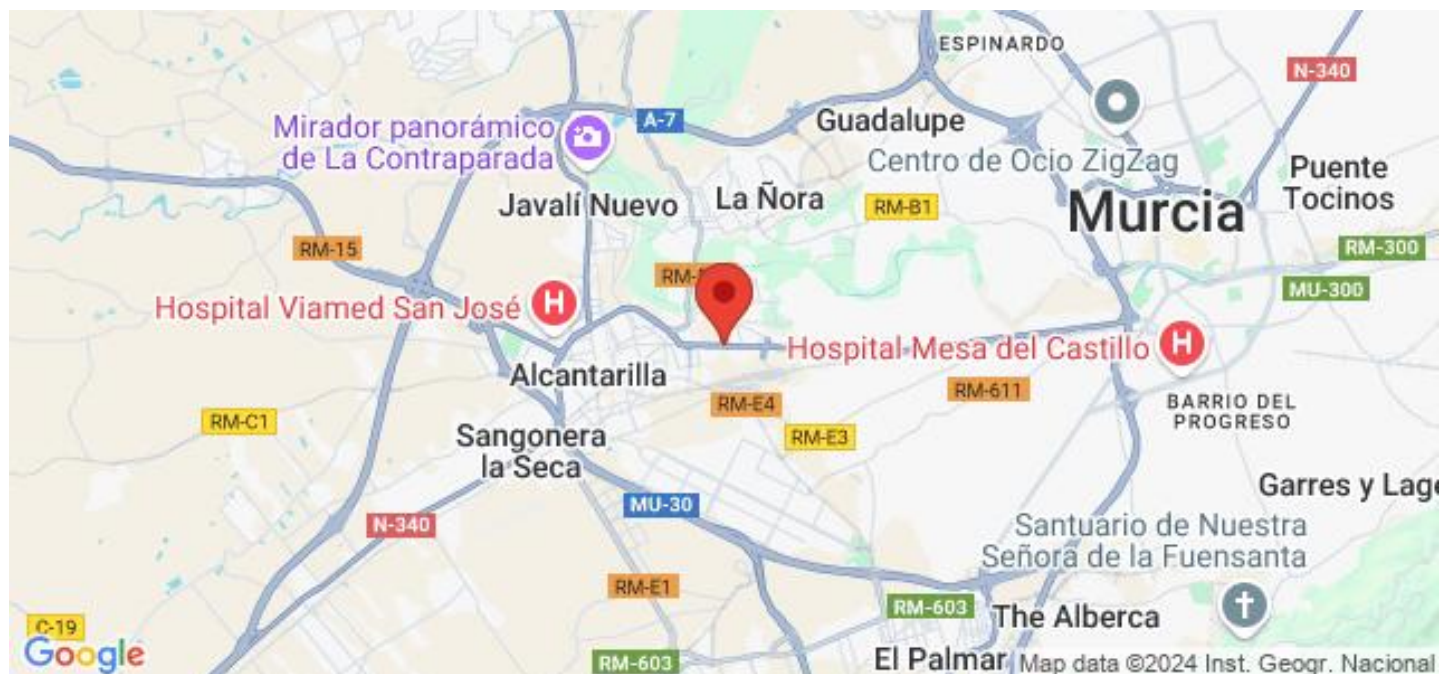 ESPINARDO
N-340
A-7
Mirador panorámico
de La Contraparada
Guadalupe
Centro de Ocio ZigZag
Puente
Tocinos
Javalí Nuevo
La Ñora
RM-B1
Murcia
RM-15
RM-300
MU-300
Hospital Viamed San José
H
Hospital Mesa del Castillo
H
Alcantarilla
RM-E4
RM-611
BARRIO DEL
PROGRESO
RM-C1
RM-E3
Sangonera
la Seca
MU-30
N-340
Garres y Lage
Santuario de Nuestra
Señora de la Fuensanta
RM-E1
RM-603
The Alberca
C-19
Google
RM-603
El Palmar
Map data ©2024 Inst. Geogr. Nacional